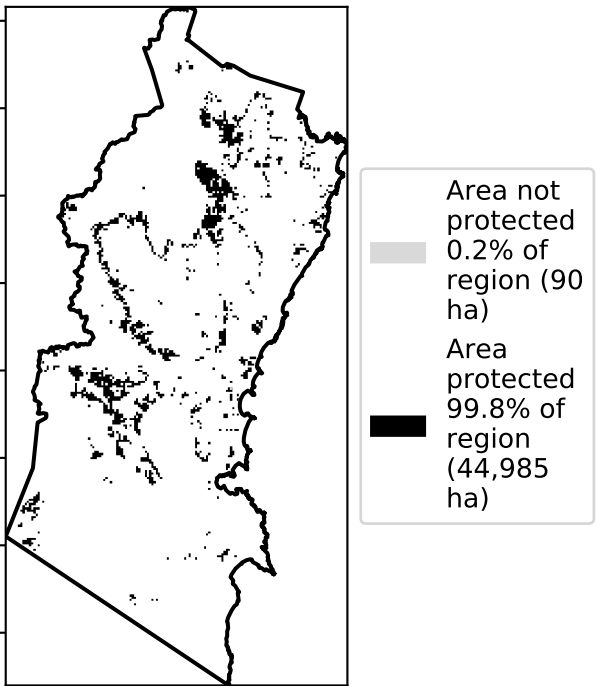 Area not
protected
0.2% of
region (90
ha)
Area
protected
99.8% of
region
(44,985
ha)